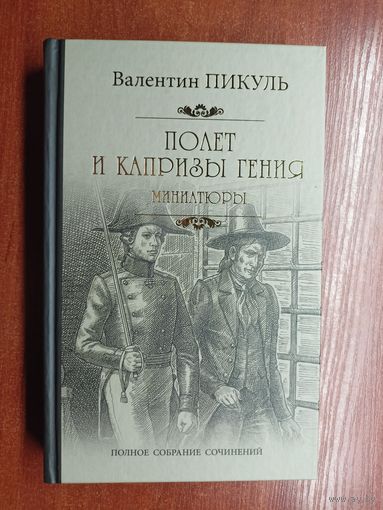 Валентин ПИКУЛЬ
ПОЛЕТ
И КАПРИЗЫ ГЕНИЯ
МИНИАТЮРЫ
ПОЛНОЕ СОБРАНИЕ СОЧИНЕНИЙ